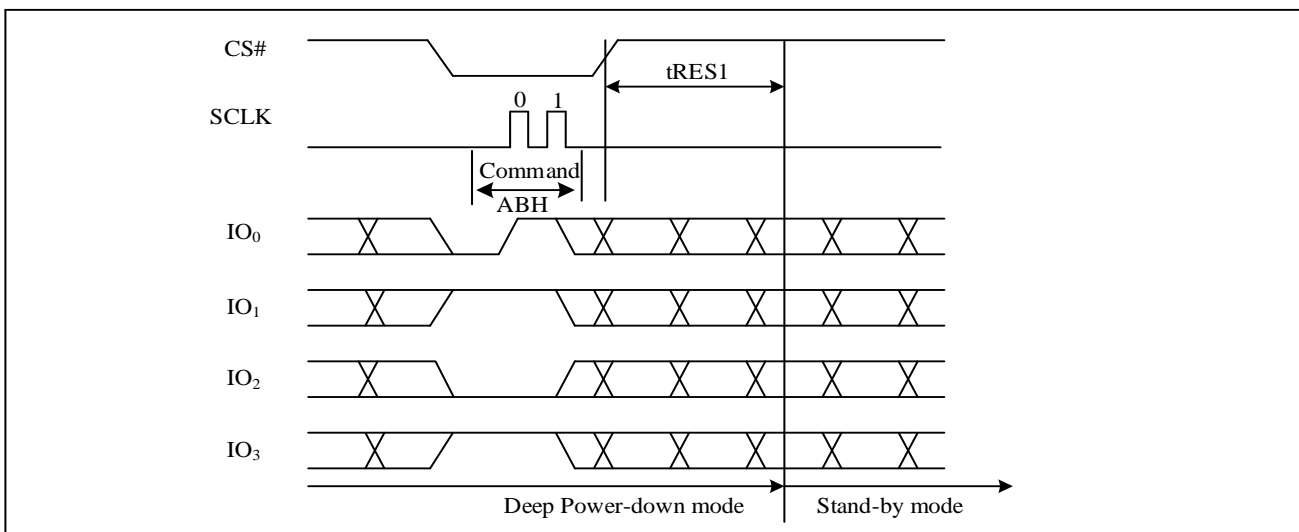 CS#
tRES1
0 1
SCLK
Command
ABH
IO₀
IO₁
IO₂
IO₃
Deep Power-down mode Stand-by mode